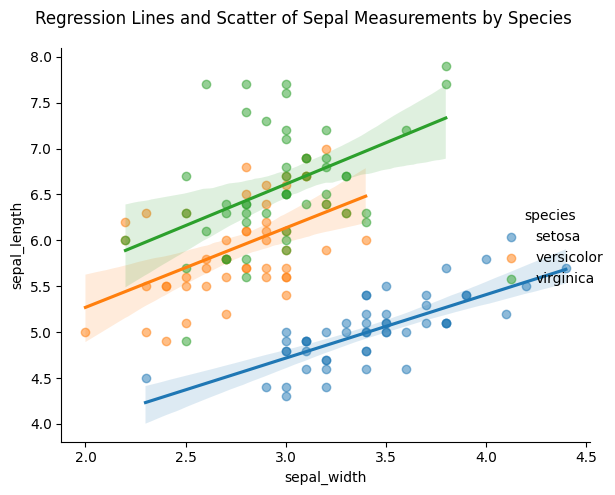 Regression Lines and Scatter of Sepal Measurements by Species
8.0
7.5
7.0
6.5
6.0
5.5
5.0
4.5
4.0
sepal_length
species
setosa
versicolor
virginica
2.0 2.5 3.0 3.5 4.0 4.5
sepal_width